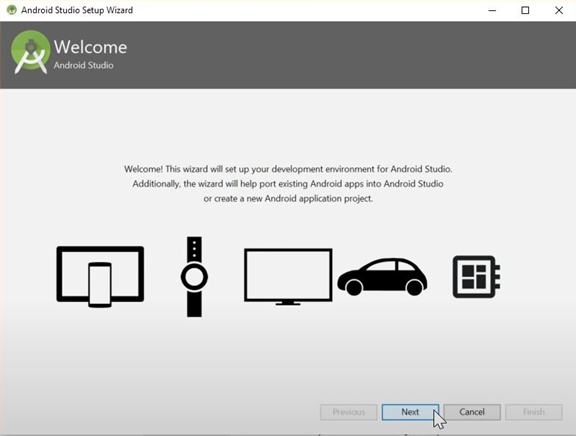 Android Studio Setup Wizard
Welcome
Android Studio
Welcome! This wizard will set up your development environment for Android Studio.
Additionally, the wizard will help port existing Android apps into Android Studio
or create a new Android application project.
Previous Next Cancel Finish